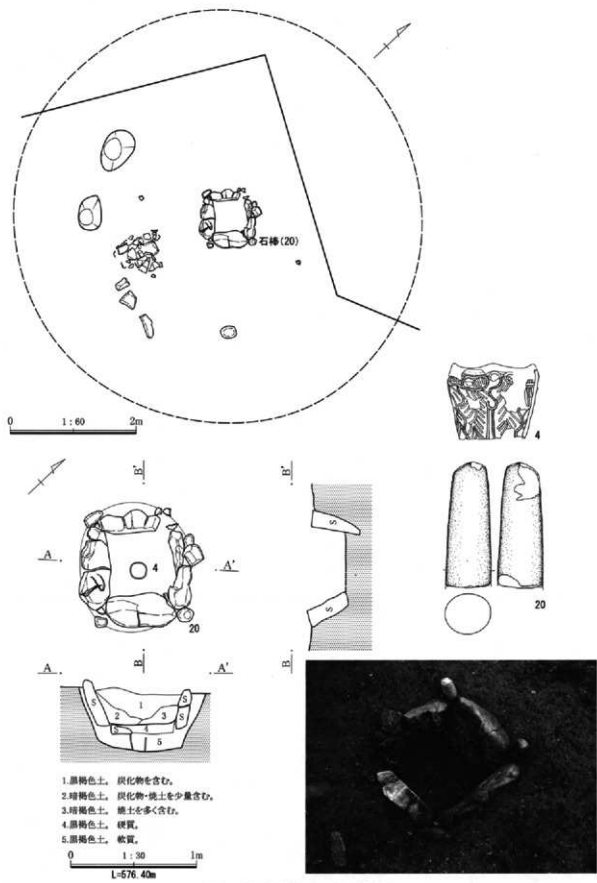 石棒(20)
0 1:60 2m
4
B'
B'
A
4
A'
20
S
S
20
B
B
A
A'
1
S
S
2
3
S
S
4
5
1.黒褐色土。炭化物を含む。
2.暗褐色土。炭化物・焼土を少量含む。
3.暗褐色土。焼土を多く含む。
4.黒褐色土。硬質。
5.黒褐色土。軟質。
0 1:30 1m
L=576.40m